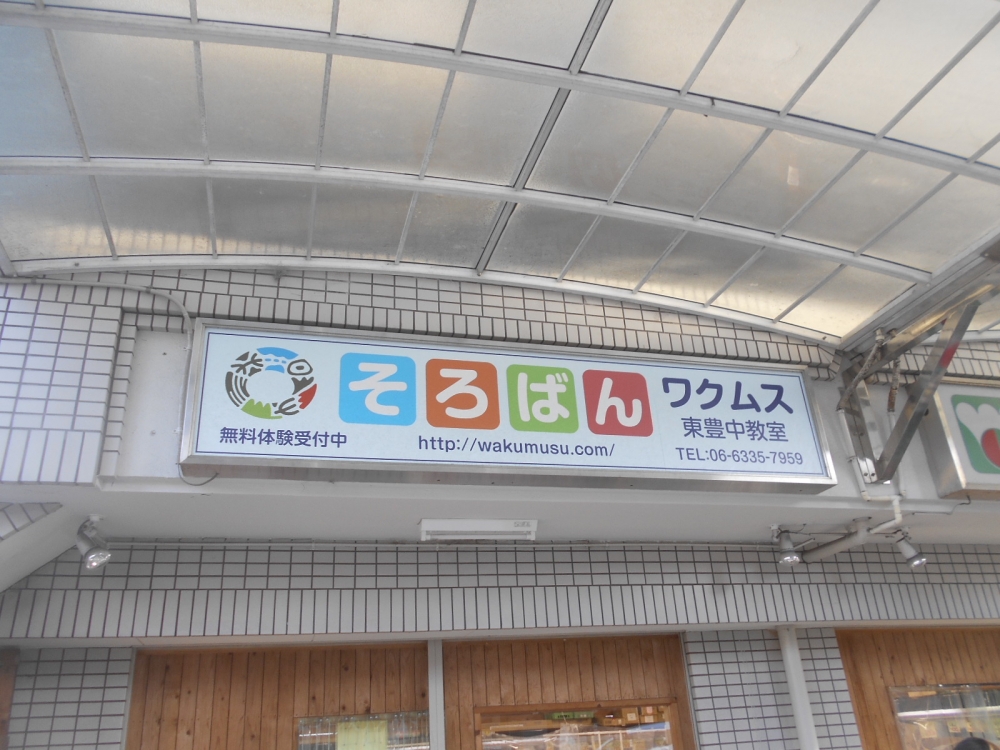 そろばん
ワクムス
東豊中教室
無料体験受付中
http://wakumusu.com/
TEL:06-6335-7959